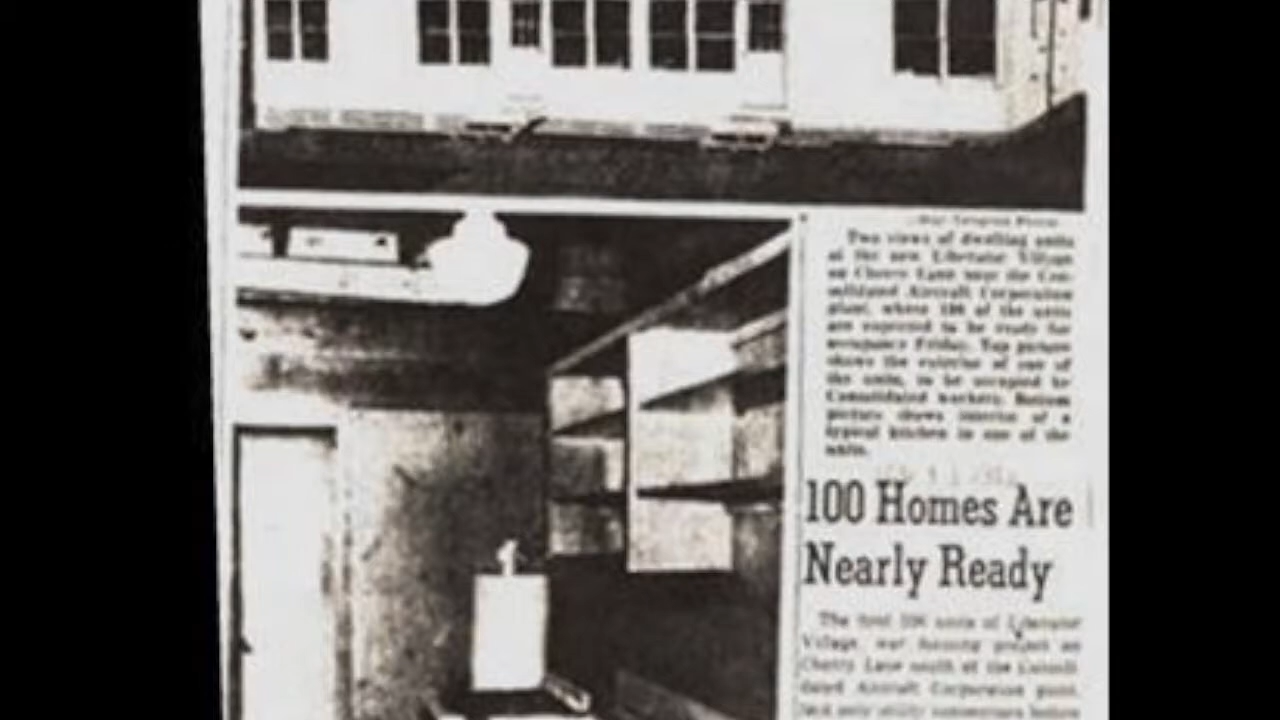 Two views of dwelling units
at the new Liberator Village
on Cherry Lane near the Con-
solidated Aircraft Corporation
plant, where 100 of the units
are expected to be ready for
occupancy Friday. Top picture
shows the exterior of one of
the units, to be occupied by
Consolidated workers. Bottom
picture shows interior of a
typical kitchen in one of the
units.
100 Homes Are
Nearly Ready
The first 100 units of Liberator
Village, war housing project on
Cherry Lane south of the Consoli-
dated Aircraft Corporation plant,